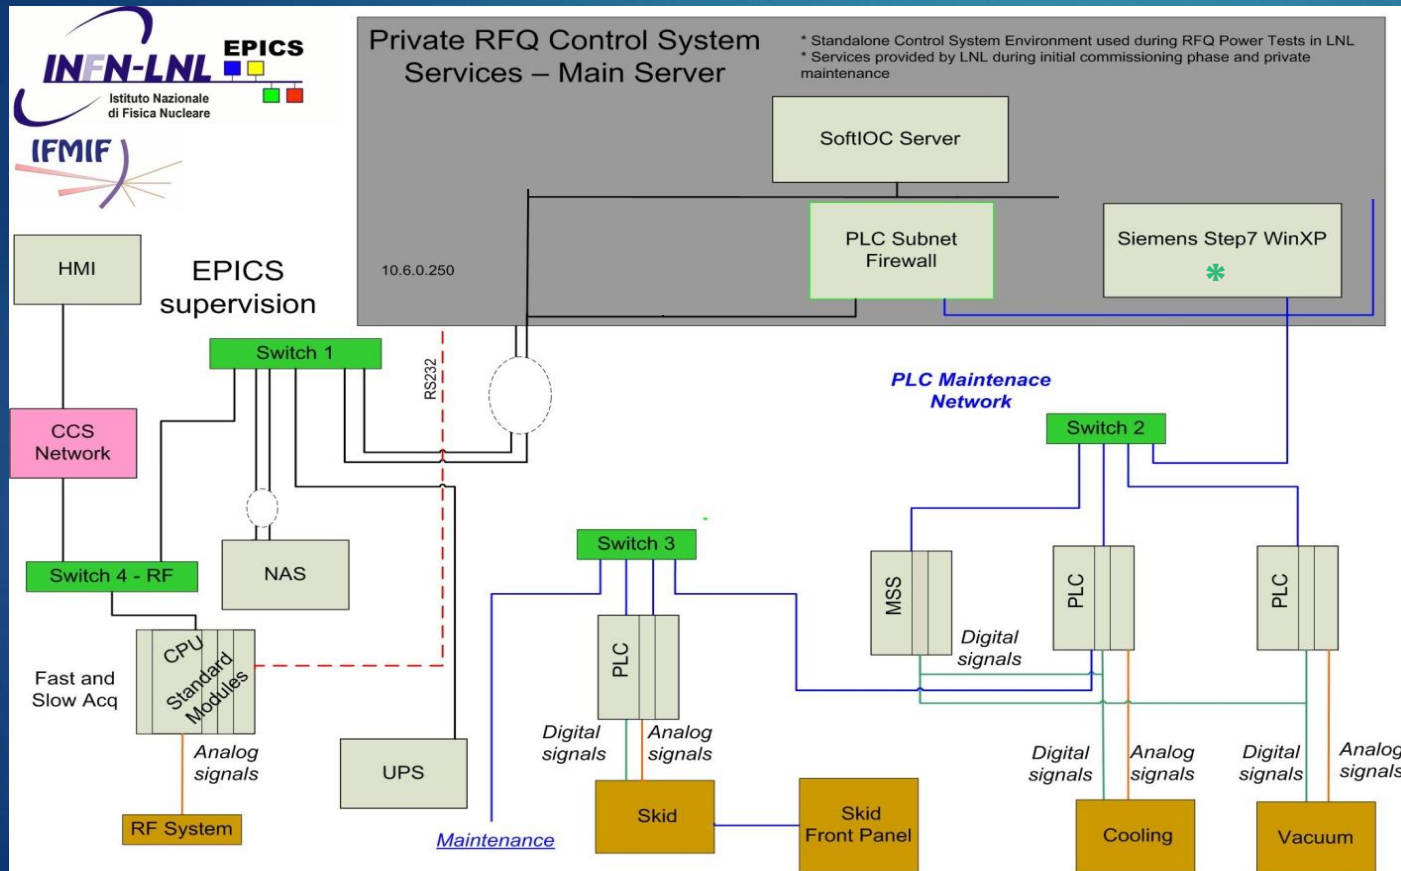 INFN-LNL
EPICS
Istituto Nazionale
di Fisica Nucleare
IFMIF
Private RFQ Control System
Services – Main Server
* Standalone Control System Environment used during RFQ Power Tests in LNL
* Services provided by LNL during initial commissioning phase and private
maintenance
SoftIOC Server
PLC Subnet
Firewall
Siemens Step7 WinXP
*
10.6.0.250
HMI
EPICS
supervision
Switch 1
RS232
CCS
Network
PLC Maintenace
Network
Switch 2
Switch 3
Switch 4 - RF
NAS
MSS
PLC
PLC
CPU
Standard
Modules
Fast and
Slow Acq
PLC
Digital
signals
Analog
signals
UPS
Digital
signals
Analog
signals
Digital
signals
Analog
signals
Digital
signals
Analog
signals
RF System
Maintenance
Skid
Skid
Front Panel
Cooling
Vacuum